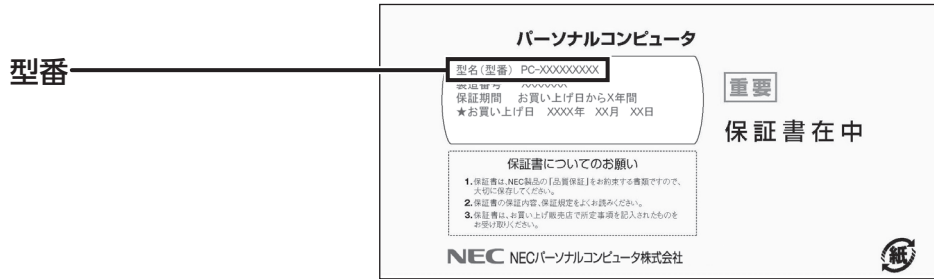 型番
パーソナルコンピュータ
型名(型番) PC-XXXXXXXXX
製造番号 XXXXXXX
保証期間 お買い上げ日からX年間
★お買い上げ日 XXXX年 XX月 XX日
重要
保証書在中
保証書についてのお願い
1.保証書は、NEC製品の「品質保証」をお約束する書類ですので、
大切に保存してください。
2.保証書の保証内容、保証規定をよくお読みください。
3.保証書は、お買い上げ販売店で所定事項を記入されたものを
お受け取りください。
NEC NECパーソナルコンピュータ株式会社
紙